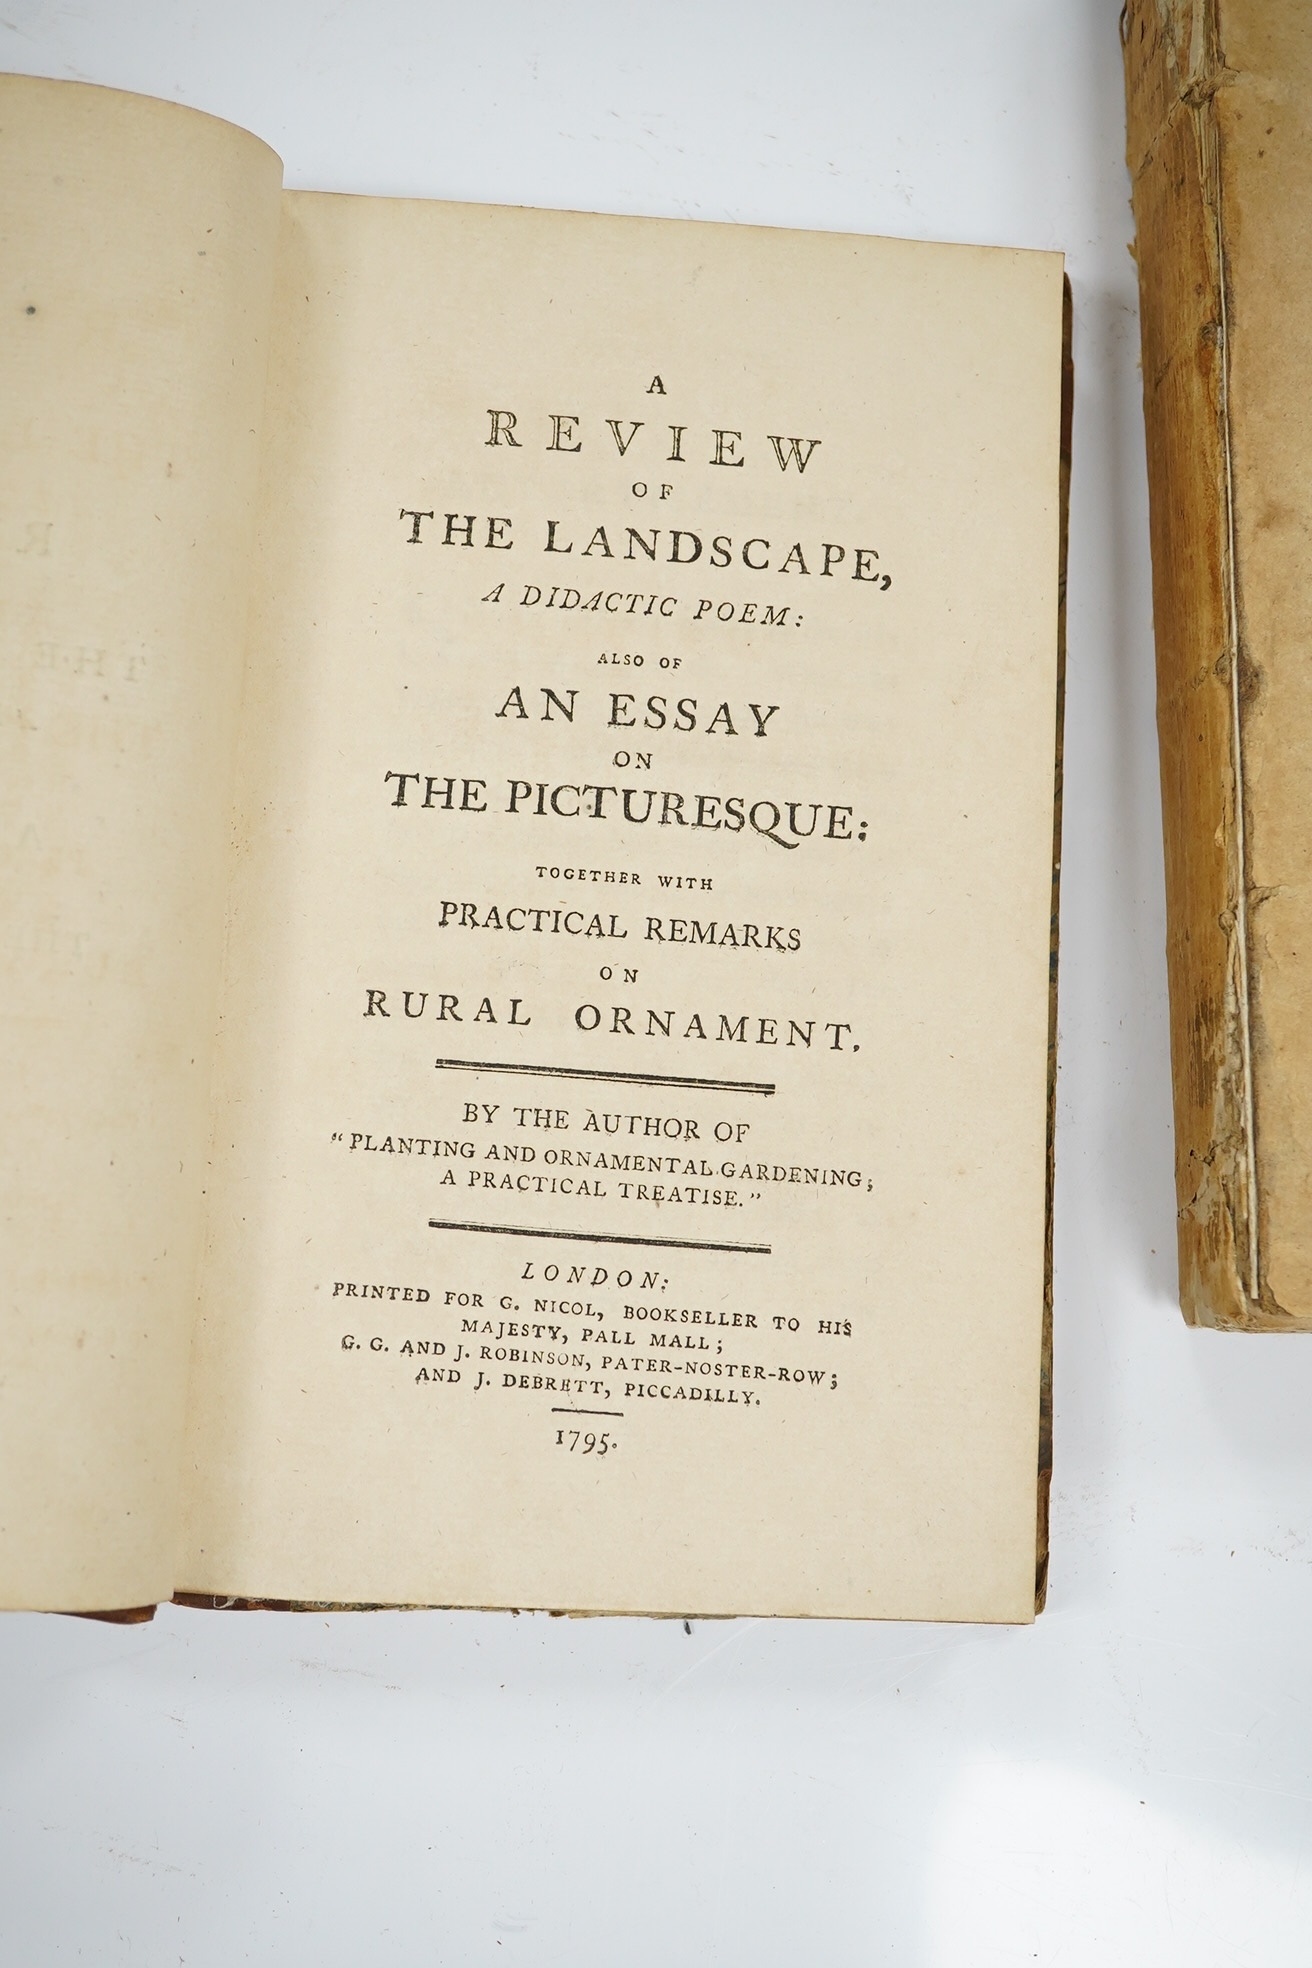 A
REVIEW
OF
THE LANDSCAPE,
A DIDACTIC POEM:
ALSO OF
AN ESSAY
ON
THE PICTURESQUE:
TOGETHER WITH
PRACTICAL REMARKS
ON
RURAL ORNAMENT.
BY THE AUTHOR OF
"PLANTING AND ORNAMENTAL GARDENING;
A PRACTICAL TREATISE."
LONDON:
PRINTED FOR G. NICOL, BOOKSELLER TO HIS
MAJESTY, PALL MALL;
G. G. AND J. ROBINSON, PATER-NOSTER-ROW;
AND J. DEBRETT, PICCADILLY.
1795.